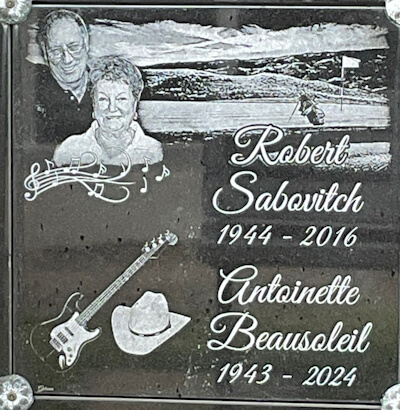 Robert
Sabovitch
1944 - 2016
Antoinette
Beausoleil
1943 - 2024